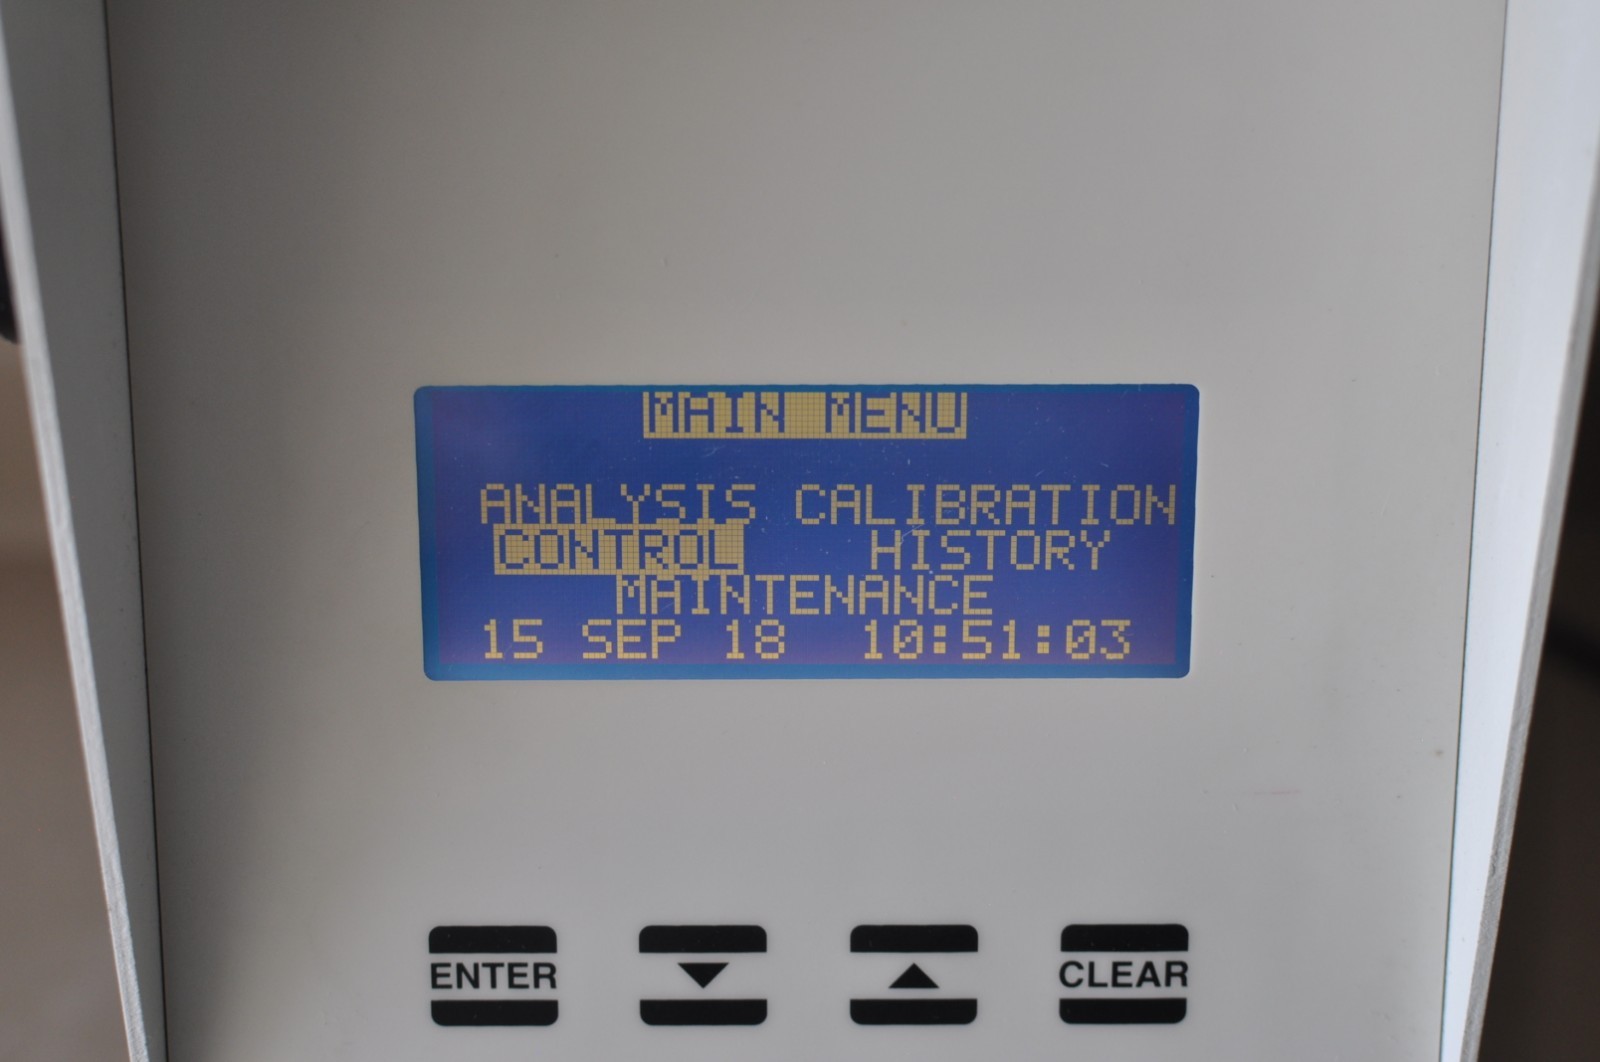 MAIN MENU
ANALYSIS CALIBRATION
CONTROL HISTORY
MAINTENANCE
15 SEP 18 10:51:03
ENTER CLEAR